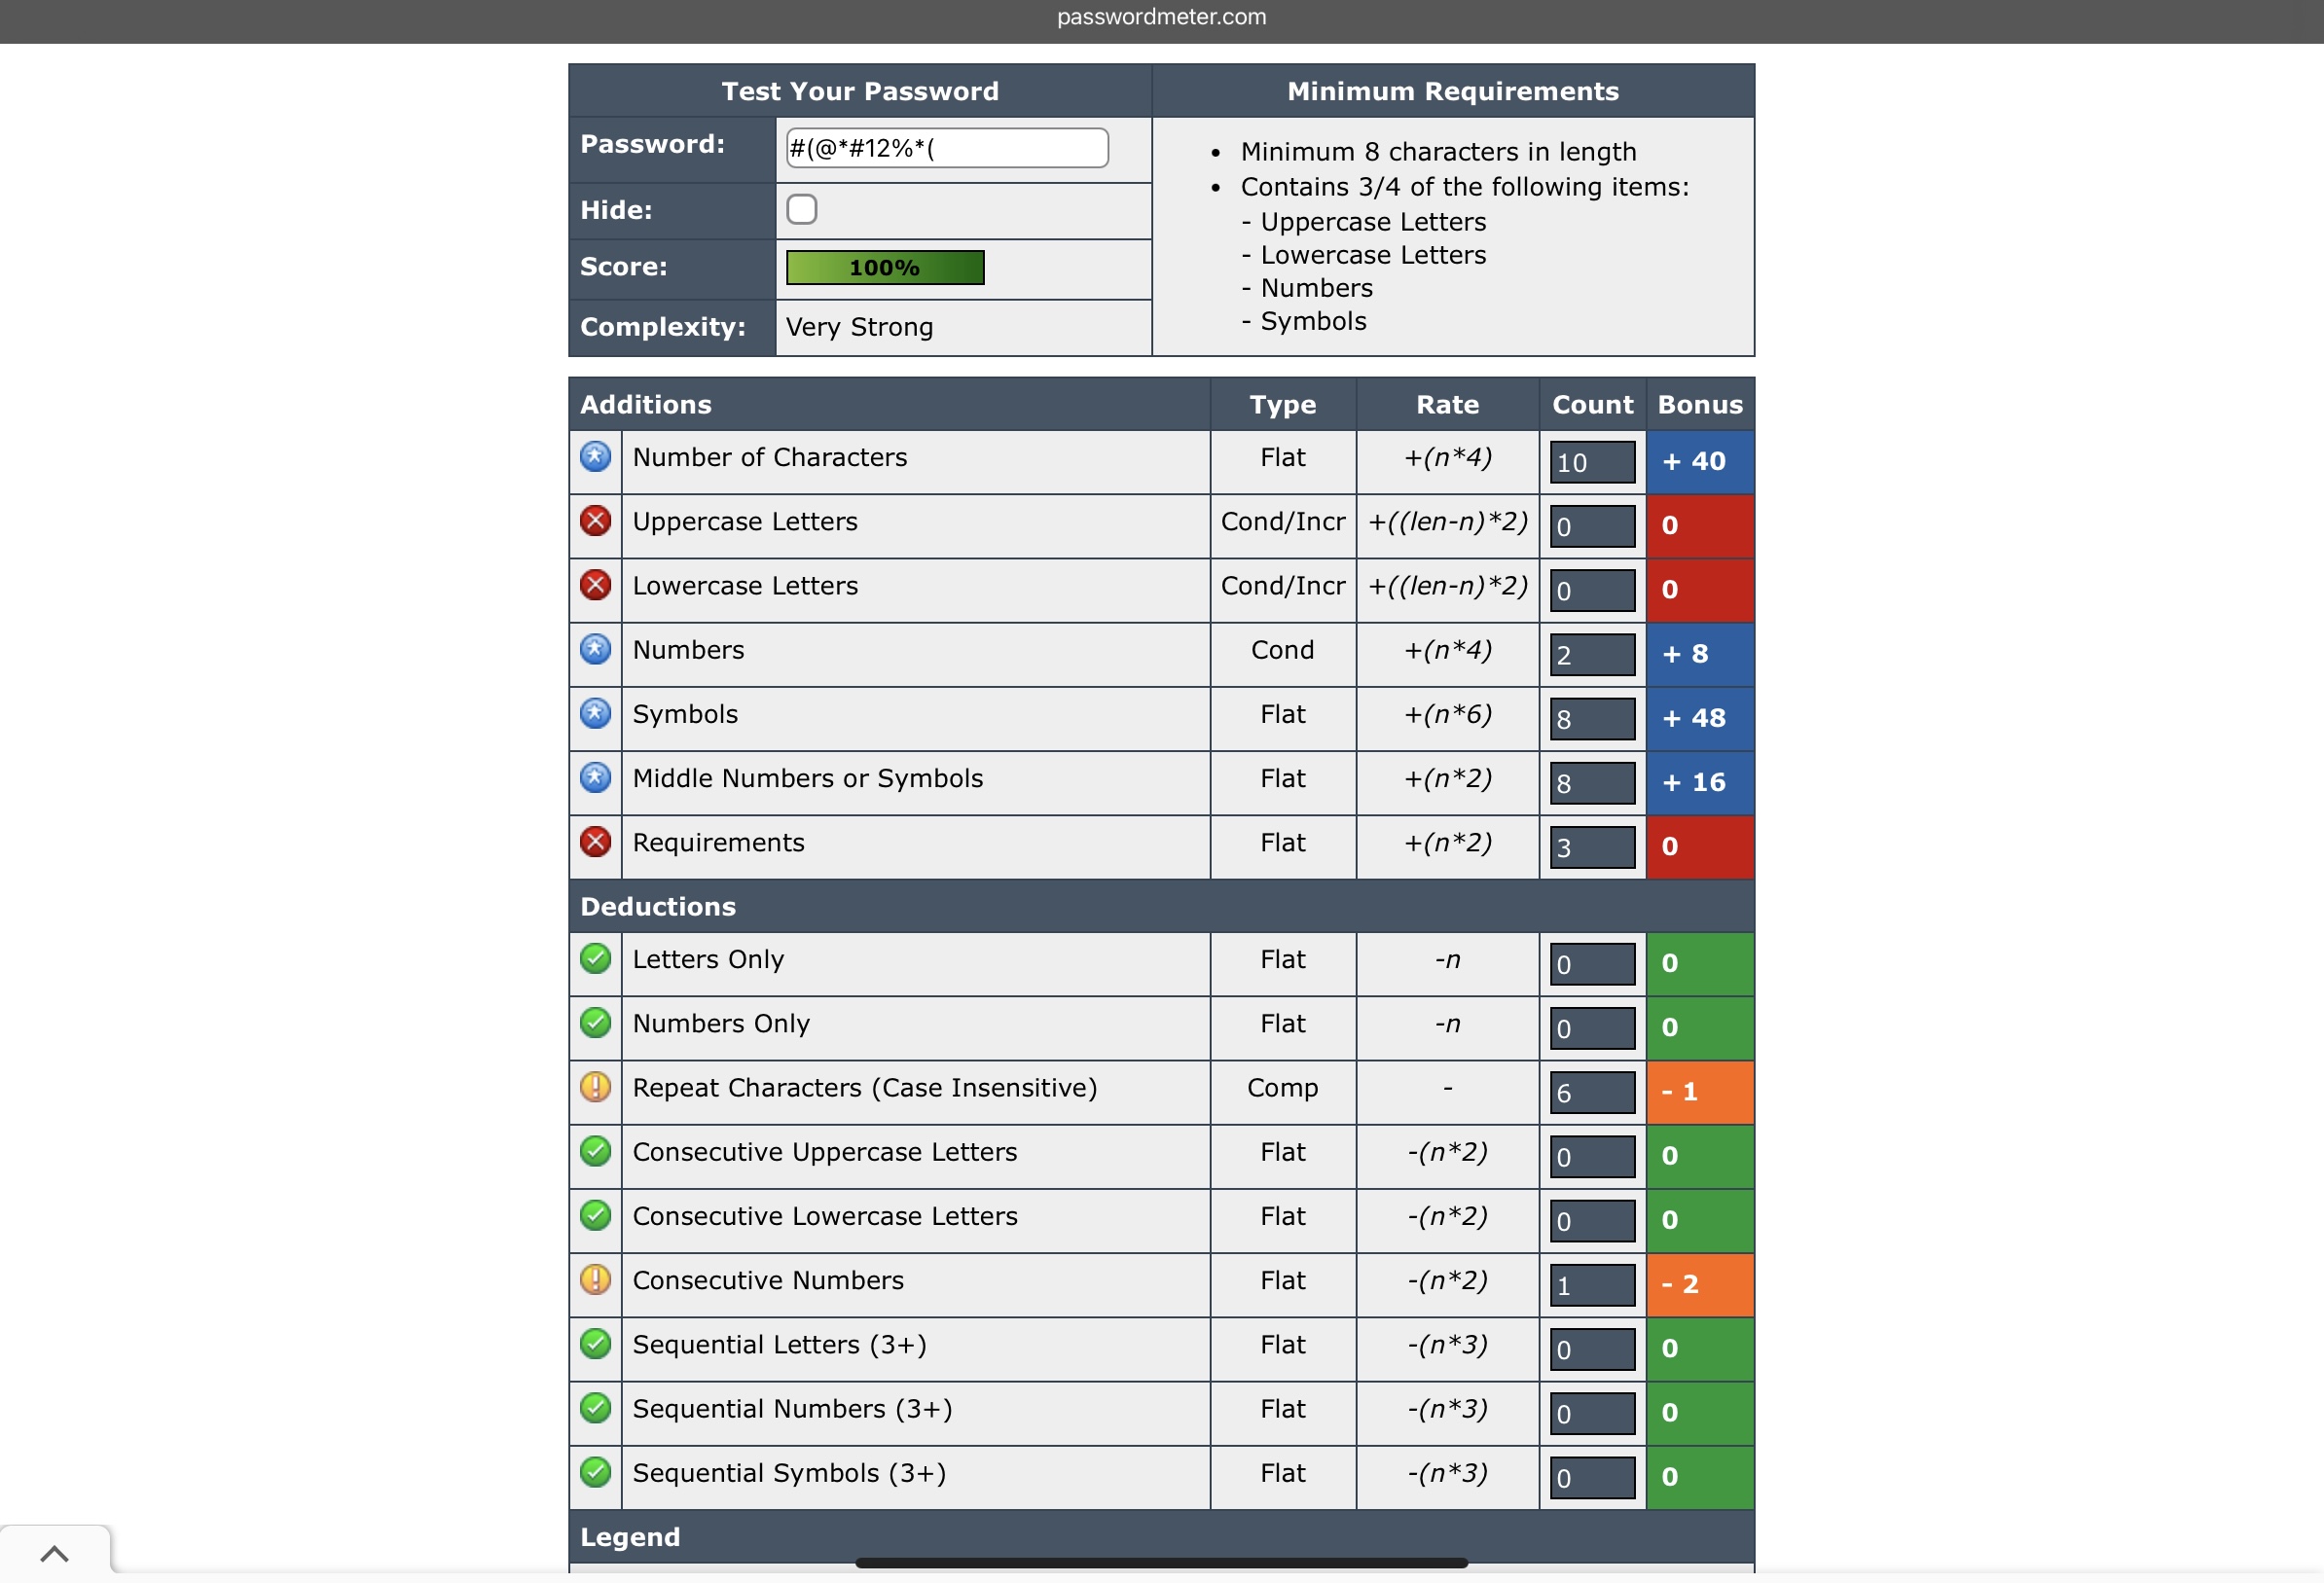 passwordmeter.com
Test Your Password Minimum Requirements
Password: #(@*#12%*(
• Minimum 8 characters in length
• Contains 3/4 of the following items:
- Uppercase Letters
- Lowercase Letters
- Numbers
- Symbols
Hide:
Score: 100%
Complexity: Very Strong
Additions Type Rate Count Bonus
Number of Characters Flat +(n*4) 10 + 40
Uppercase Letters Cond/Incr +((len-n)*2) 0 0
Lowercase Letters Cond/Incr +((len-n)*2) 0 0
Numbers Cond +(n*4) 2 + 8
Symbols Flat +(n*6) 8 + 48
Middle Numbers or Symbols Flat +(n*2) 8 + 16
Requirements Flat +(n*2) 3 0
Deductions
Letters Only Flat -n 0 0
Numbers Only Flat -n 0 0
Repeat Characters (Case Insensitive) Comp - 6 - 1
Consecutive Uppercase Letters Flat -(n*2) 0 0
Consecutive Lowercase Letters Flat -(n*2) 0 0
Consecutive Numbers Flat -(n*2) 1 - 2
Sequential Letters (3+) Flat -(n*3) 0 0
Sequential Numbers (3+) Flat -(n*3) 0 0
Sequential Symbols (3+) Flat -(n*3) 0 0
Legend